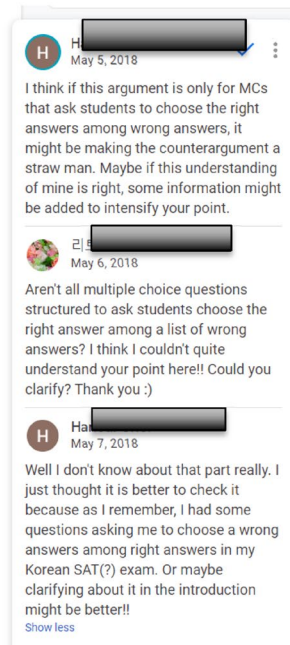 H
May 5, 2018
I think if this argument is only for MCs
that ask students to choose the right
answers among wrong answers, it
might be making the counterargument a
straw man. Maybe if this understanding
of mine is right, some information might
be added to intensify your point.
May 6, 2018
Aren't all multiple choice questions
structured to ask students choose the
right answer among a list of wrong
answers? I think I couldn't quite
understand your point here!! Could you
clarify? Thank you :)
H
May 7, 2018
Well I don't know about that part really. I
just thought it is better to check it
because as I remember, I had some
questions asking me to choose a wrong
answers among right answers in my
Korean SAT(?) exam. Or maybe
clarifying about it in the introduction
might be better!!
Show less